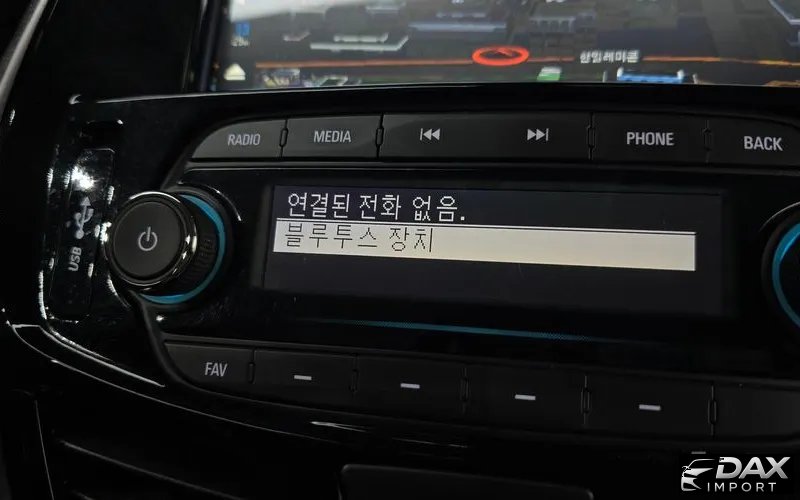 삼일레미콘
RADIO
MEDIA
PHONE
BACK
USB
연결된 전화 없음.
블루투스 장치
FAV
DAX
IMPORT